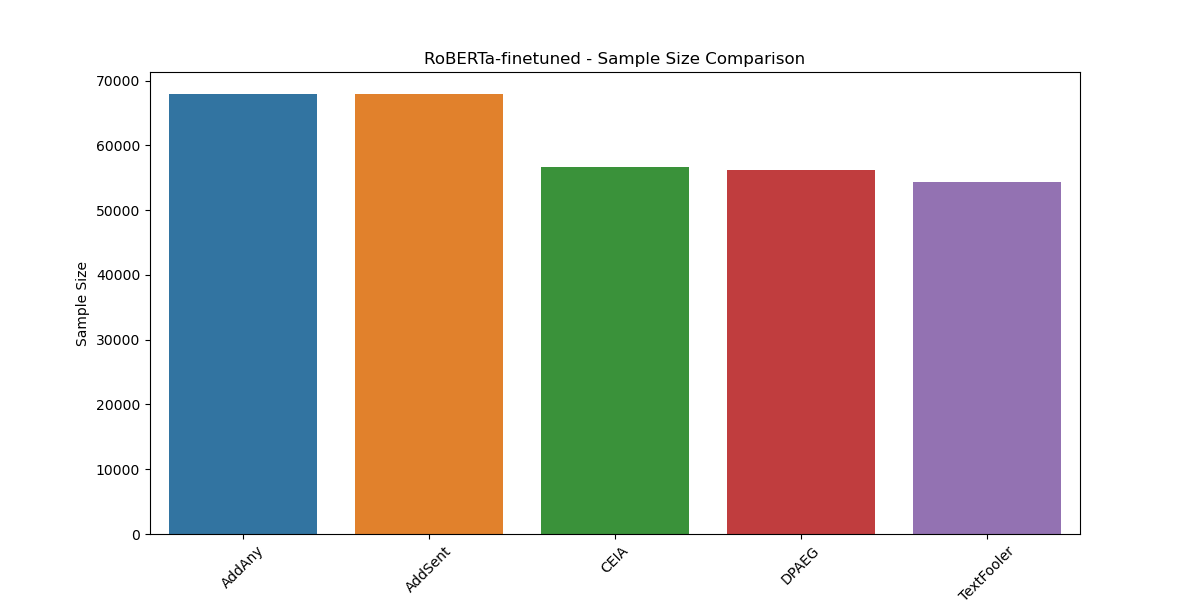 RoBERTa-finetuned - Sample Size Comparison
70000
60000
50000
40000
30000
20000
10000
0
Sample Size
AddAny
AddSent
CEIA
DPAEG
TextFooler